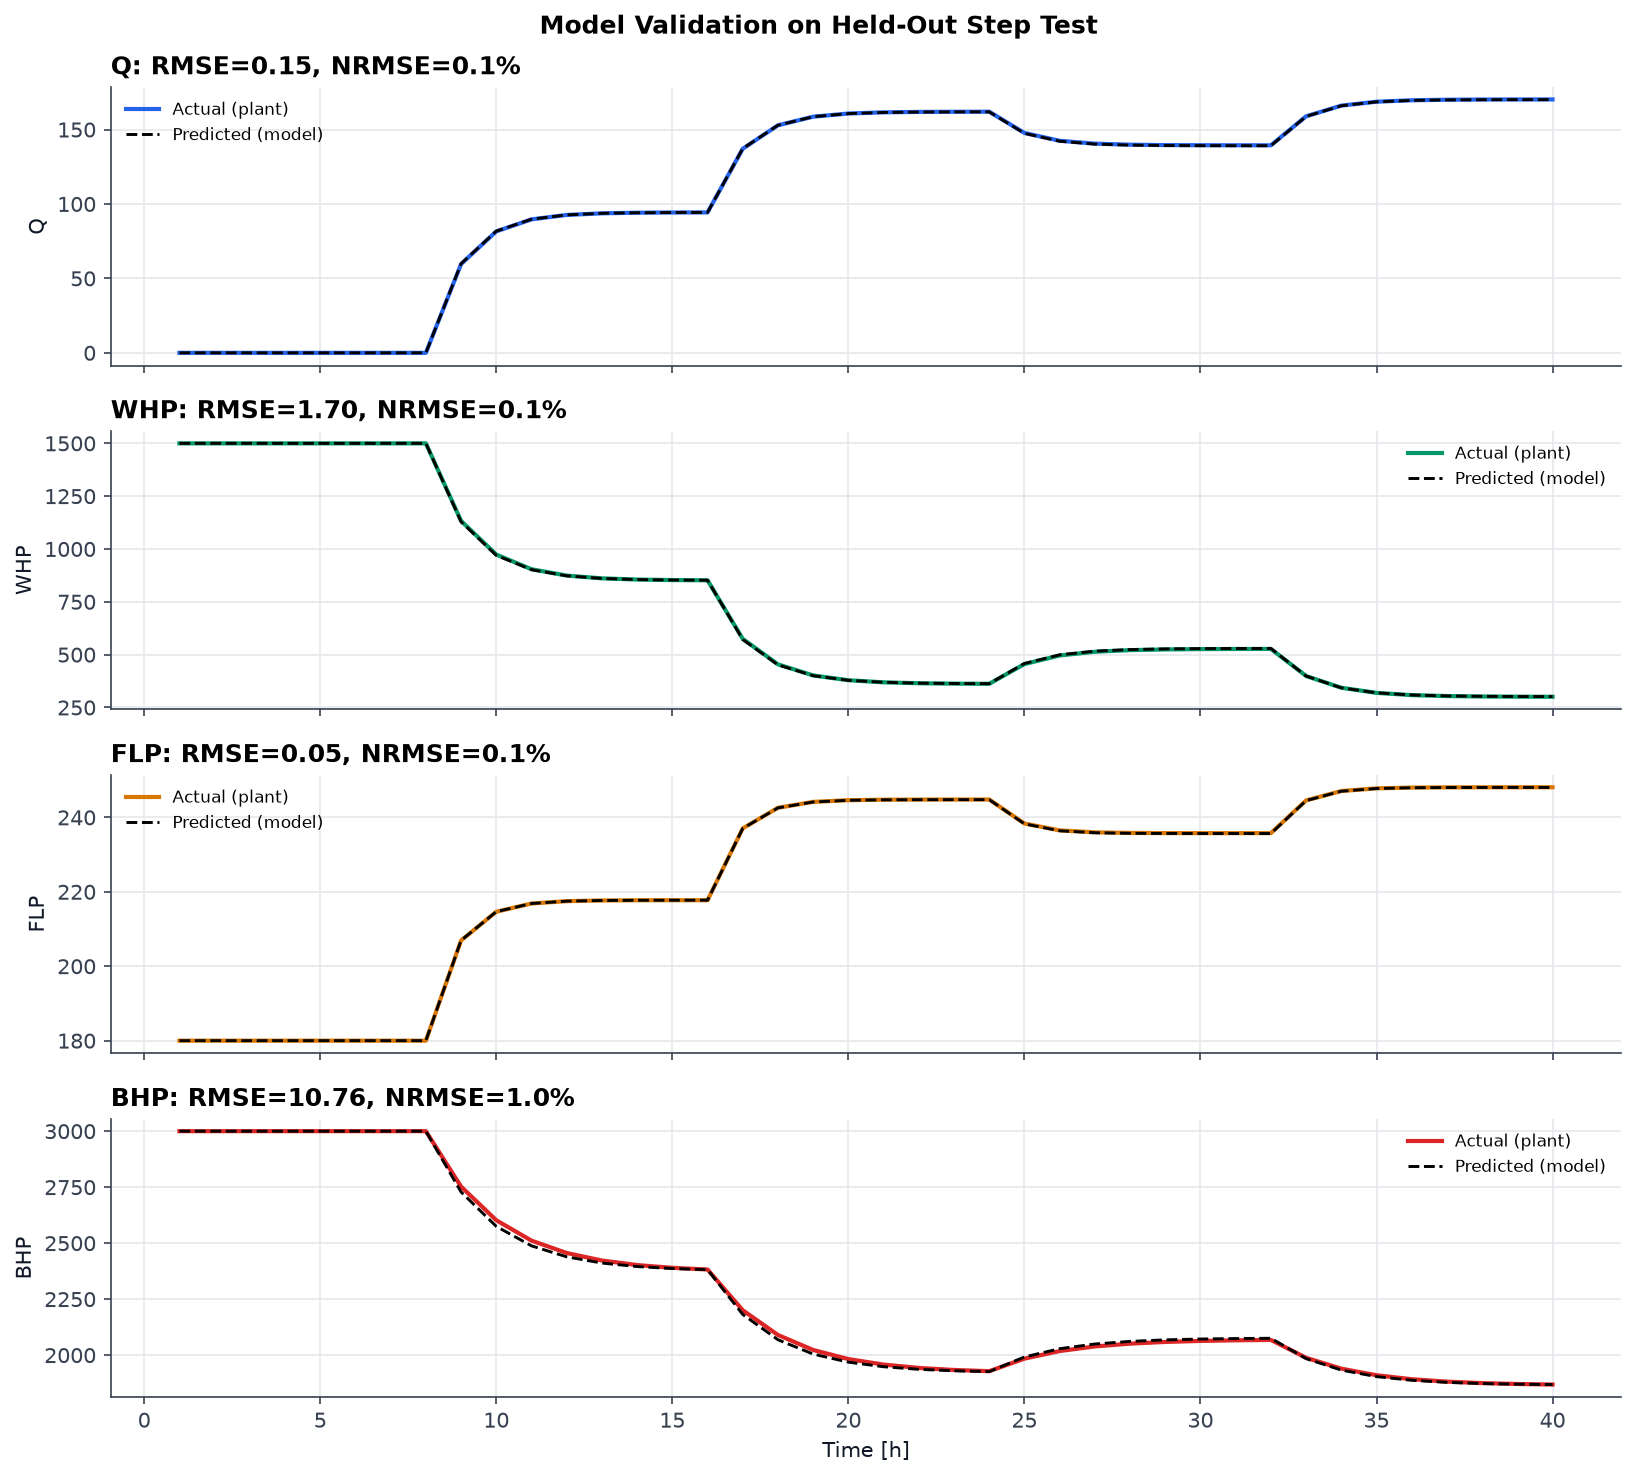 Model Validation on Held-Out Step Test
Q: RMSE=0.15, NRMSE=0.1%
Actual (plant)
Predicted (model)
150
100
50
0
Q
WHP: RMSE=1.70, NRMSE=0.1%
Actual (plant)
Predicted (model)
1500
1250
1000
750
500
250
WHP
FLP: RMSE=0.05, NRMSE=0.1%
Actual (plant)
Predicted (model)
240
220
200
180
FLP
BHP: RMSE=10.76, NRMSE=1.0%
Actual (plant)
Predicted (model)
3000
2750
2500
2250
2000
BHP
0 5 10 15 20 25 30 35 40
Time [h]